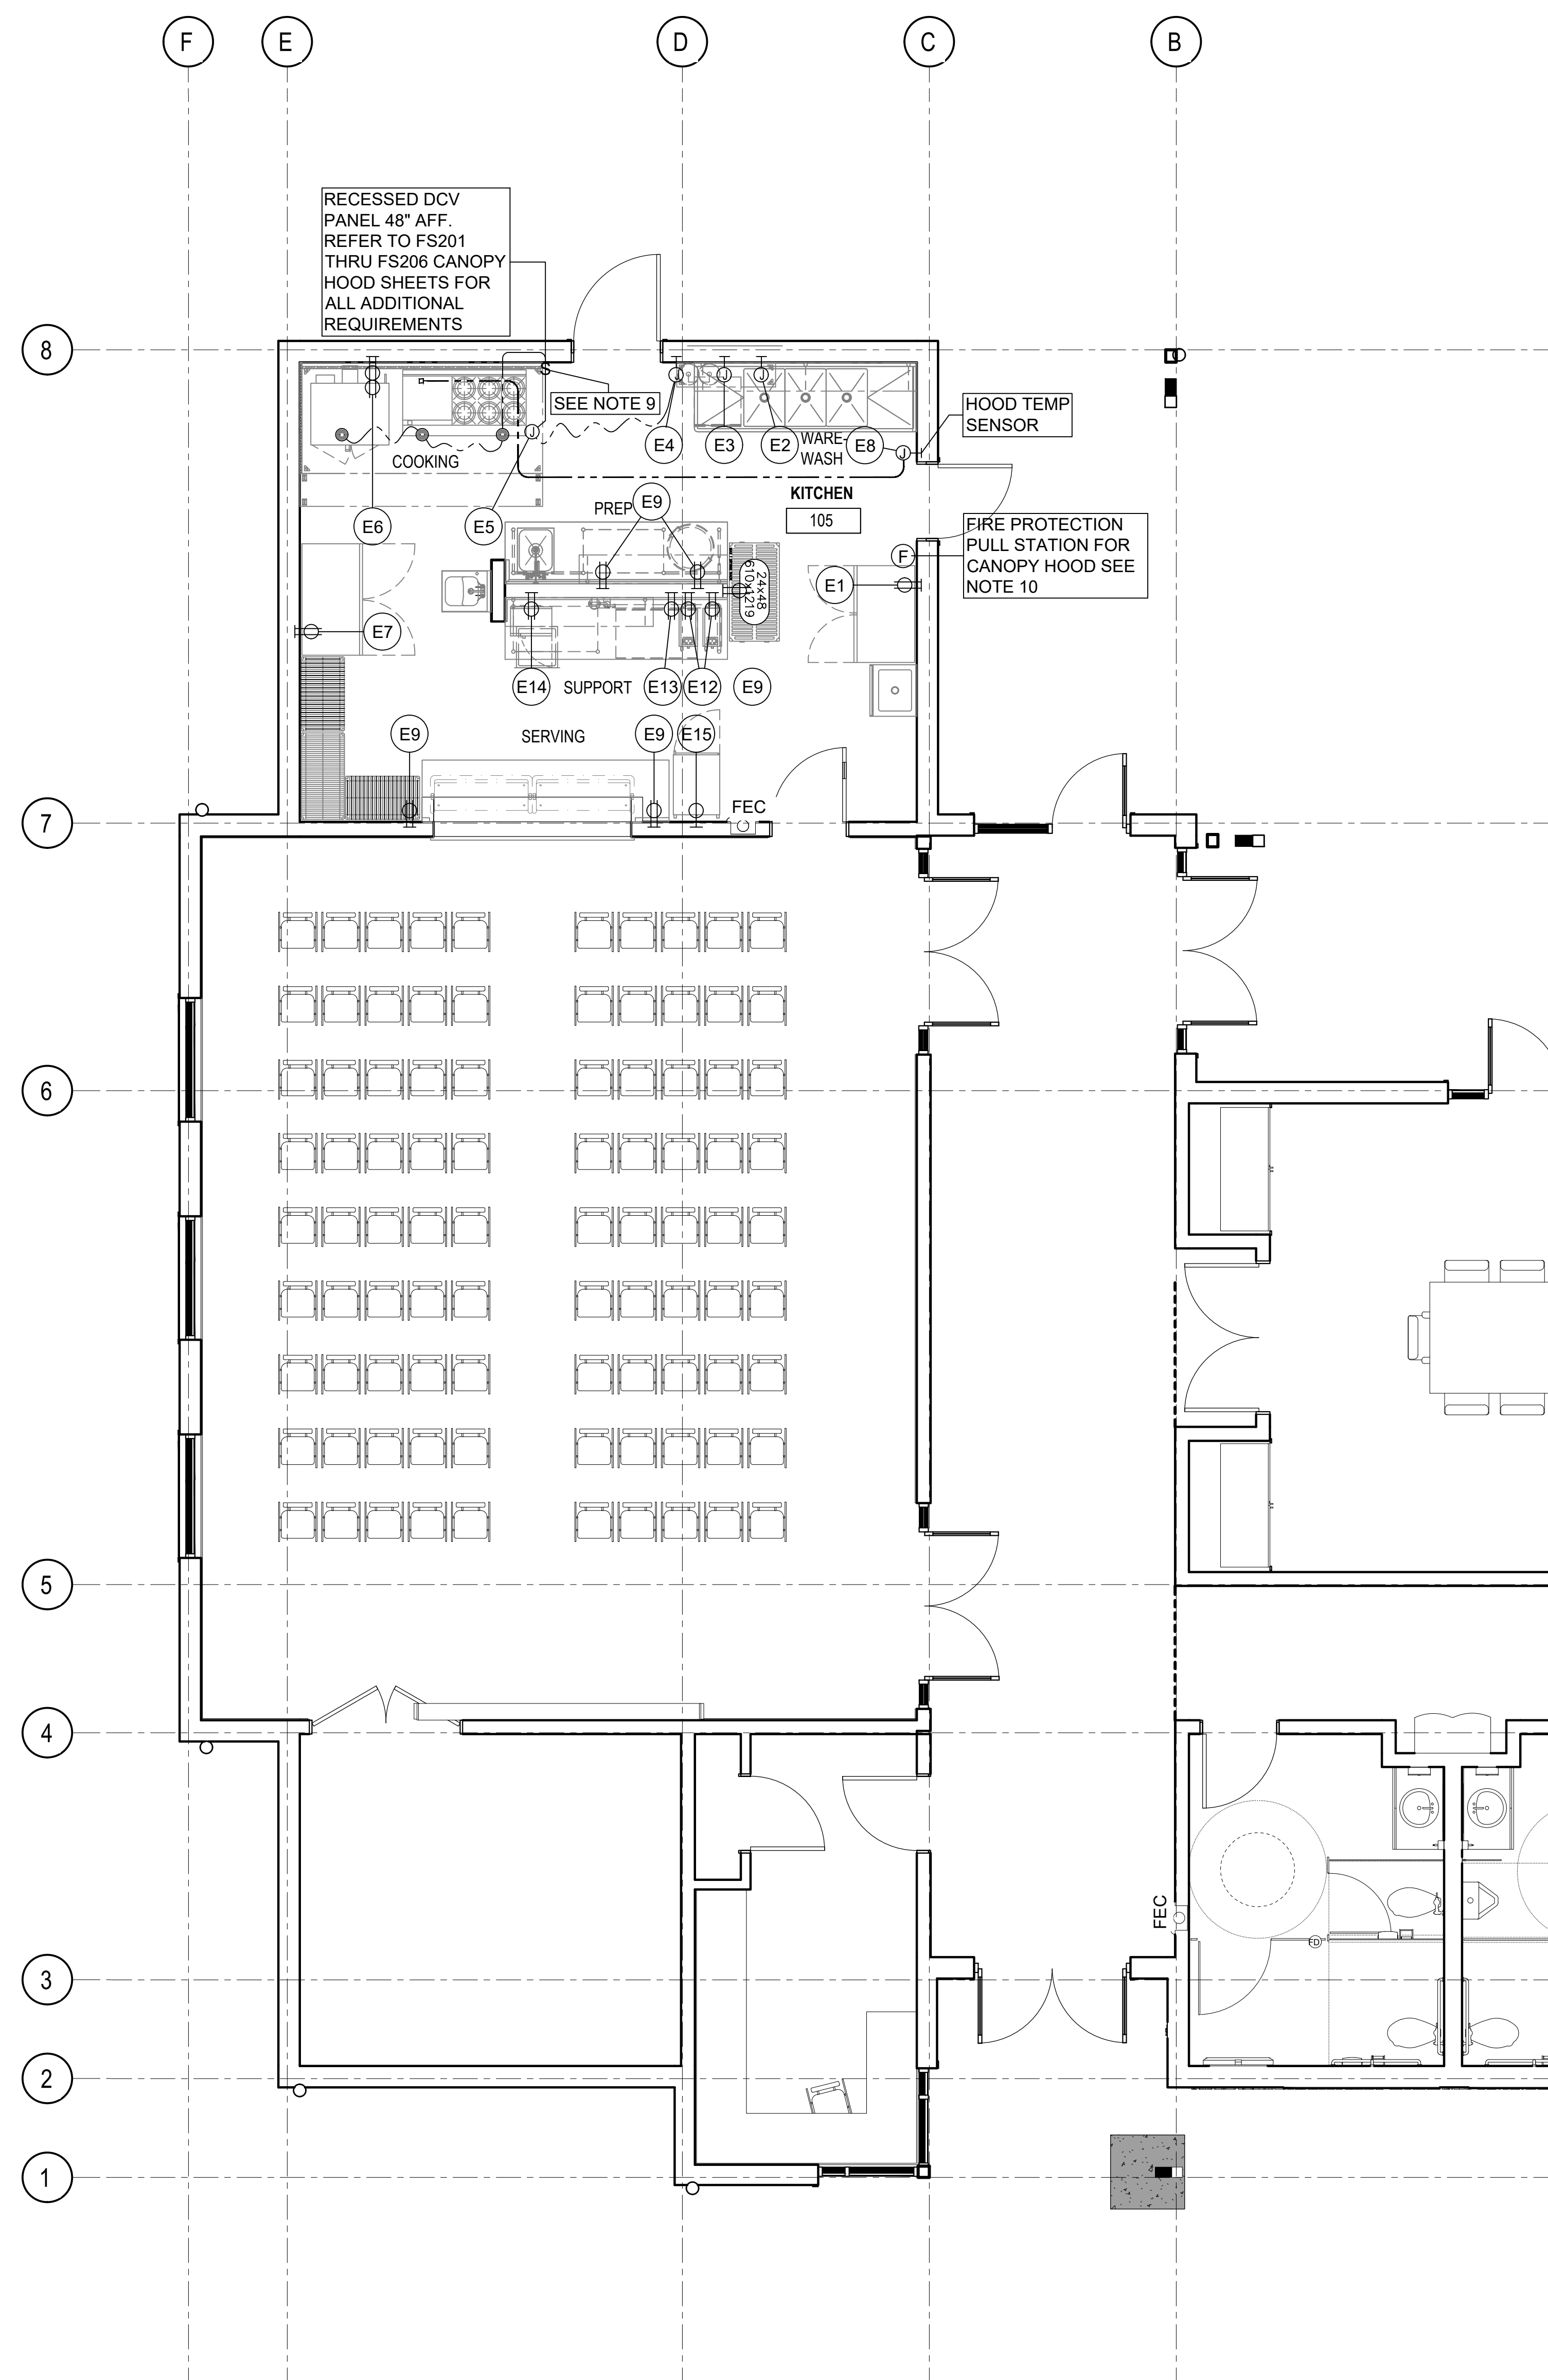 F
E
D
C
B
RECESSED DCV
PANEL 48" AFF.
REFER TO FS201
THRU FS206 CANOPY
HOOD SHEETS FOR
ALL ADDITIONAL
REQUIREMENTS
8
S
J
J
J
SEE NOTE 9
HOOD TEMP
SENSOR
J
E4
E3
E2
WARE-
WASH
E8
J
COOKING
KITCHEN
105
E9
PREP
E6
E5
FIRE PROTECTION
PULL STATION FOR
CANOPY HOOD SEE
NOTE 10
F
24x48
610x1219
E1
E7
E14
SUPPORT
E13
E12
E9
E9
SERVING
E9
E15
FEC
7
6
5
4
FEC
FD
3
2
1